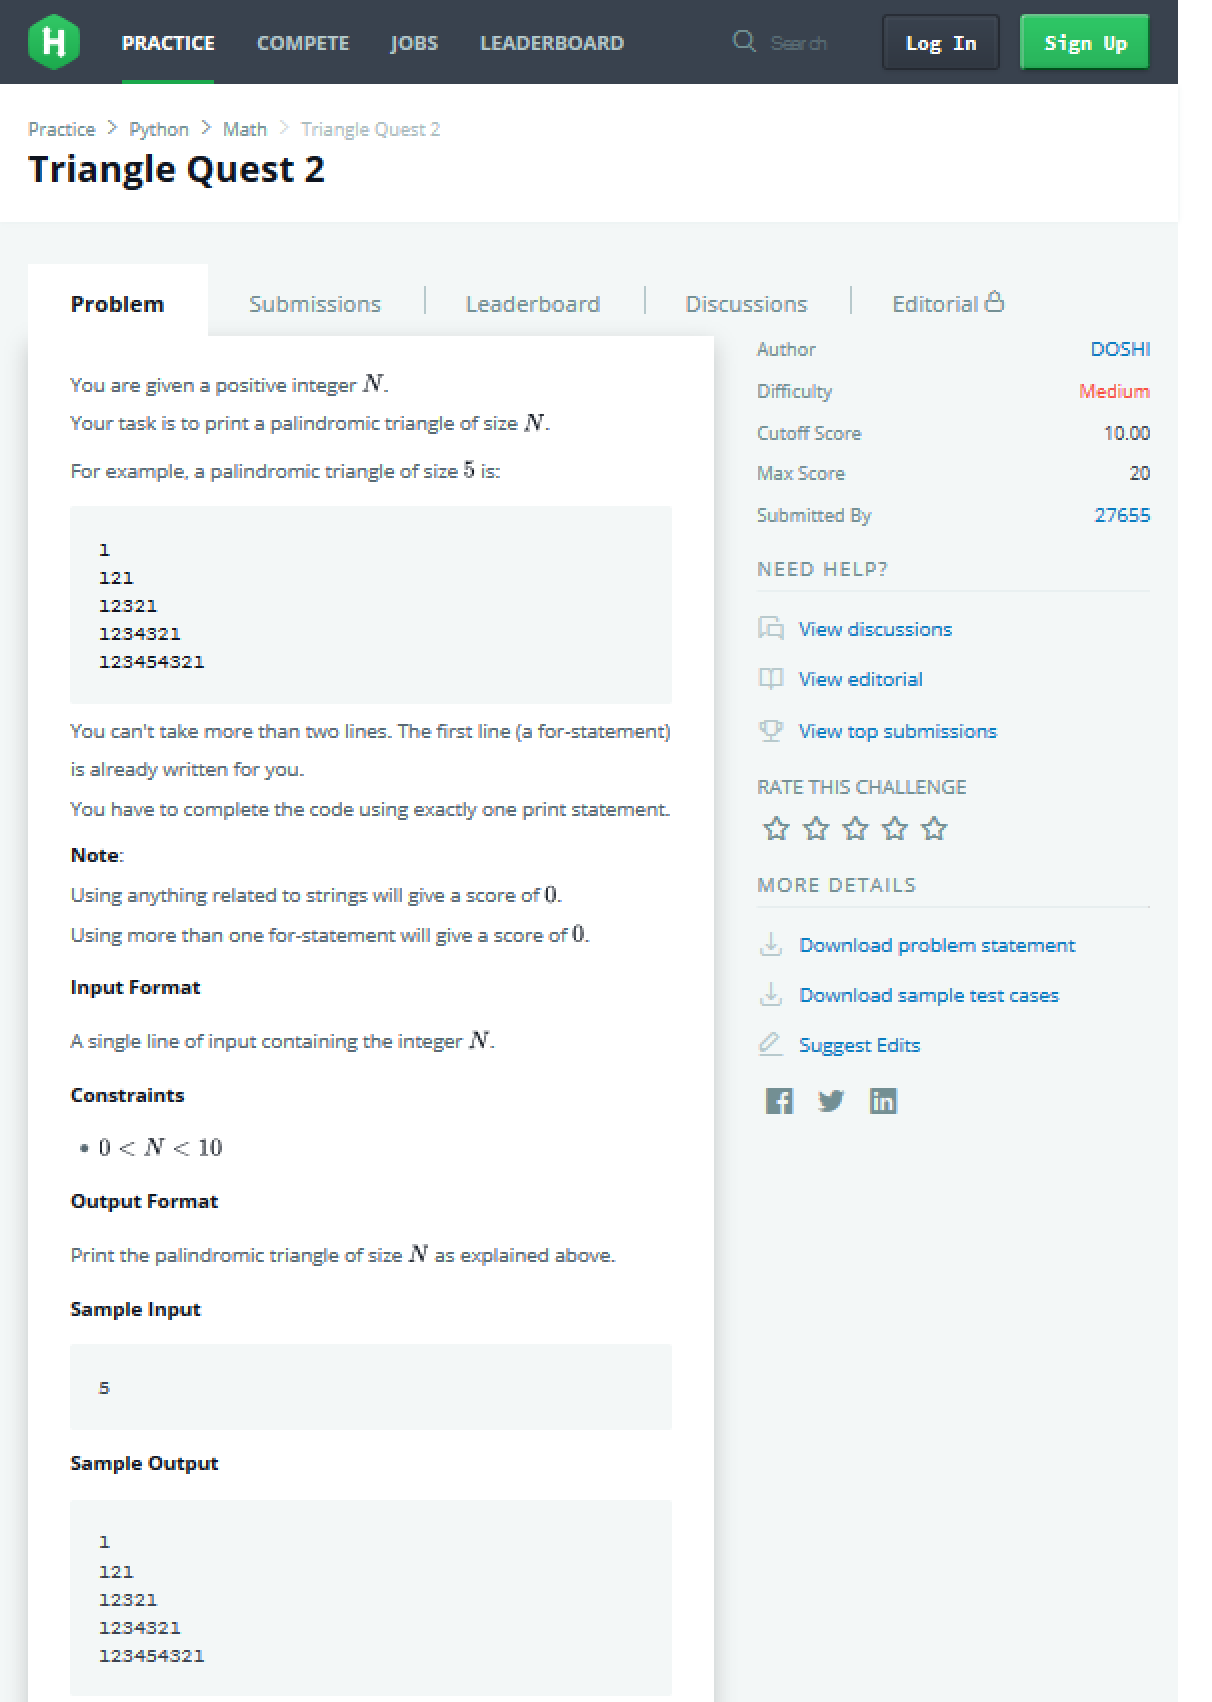 H PRACTICE COMPETE JOBS LEADERBOARD Search Log In Sign Up
Practice > Python > Math > Triangle Quest 2
Triangle Quest 2
Problem Submissions Leaderboard Discussions Editorial
You are given a positive integer N.
Your task is to print a palindromic triangle of size N.
For example, a palindromic triangle of size 5 is:
1
121
12321
1234321
123454321
You can't take more than two lines. The first line (a for-statement)
is already written for you.
You have to complete the code using exactly one print statement.
Note:
Using anything related to strings will give a score of 0.
Using more than one for-statement will give a score of 0.
Input Format
A single line of input containing the integer N.
Constraints
• 0 < N < 10
Output Format
Print the palindromic triangle of size N as explained above.
Sample Input
5
Sample Output
1
121
12321
1234321
123454321
Author DOSHI
Difficulty Medium
Cutoff Score 10.00
Max Score 20
Submitted By 27655
NEED HELP?
View discussions
View editorial
View top submissions
RATE THIS CHALLENGE
MORE DETAILS
Download problem statement
Download sample test cases
Suggest Edits